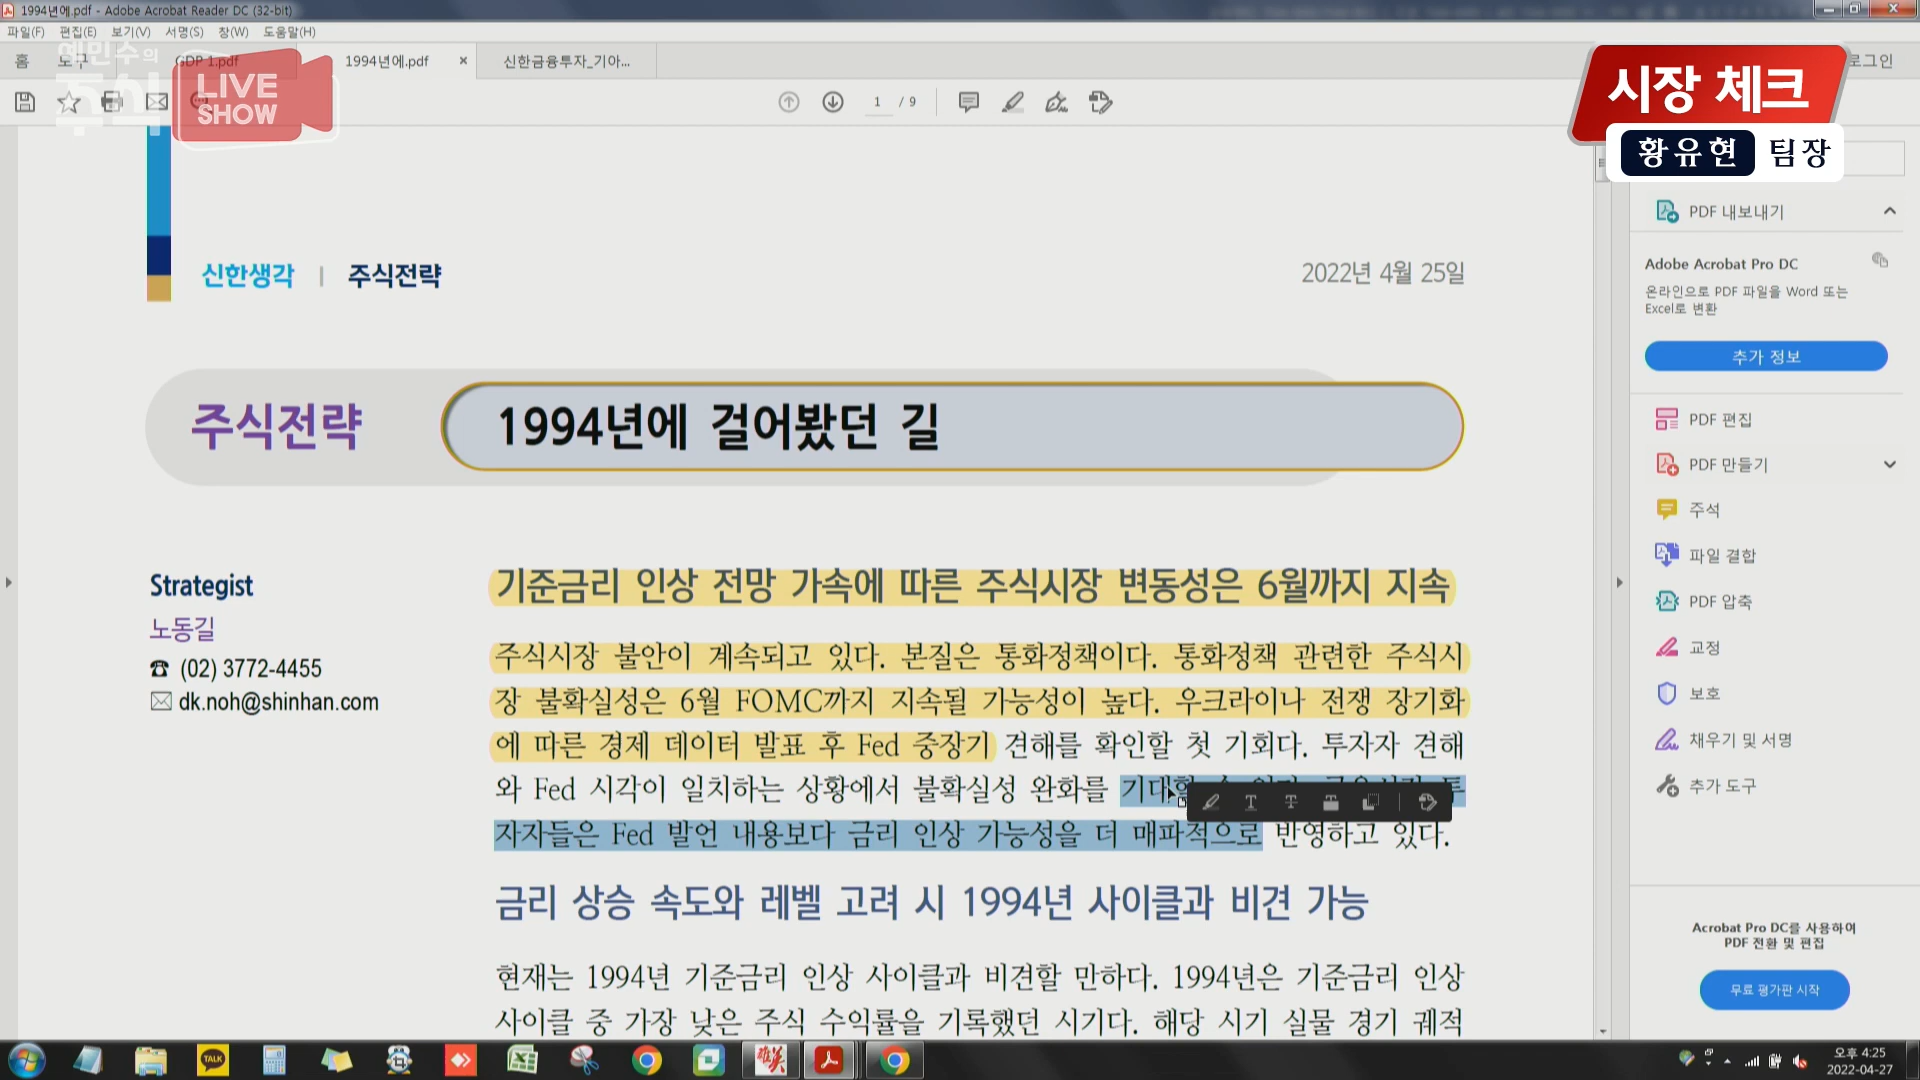 1994년에.pdf - Adobe Acrobat Reader DC (32-bit)
파일(F) 편집(E) 보기(V) 서명(S) 창(W) 도움말(H)
홈 도구 GDP 1.pdf 1994년에.pdf × 신한금융투자_기아... 로그인
예민수의
주식
LIVE
SHOW
1 / 9
시장 체크
황유현 팀장
신한생각 | 주식전략
2022년 4월 25일
주식전략
1994년에 걸어봤던 길
Strategist
노동길
☎ (02) 3772-4455
✉ dk.noh@shinhan.com
기준금리 인상 전망 가속에 따른 주식시장 변동성은 6월까지 지속
주식시장 불안이 계속되고 있다. 본질은 통화정책이다. 통화정책 관련한 주식시
장 불확실성은 6월 FOMC까지 지속될 가능성이 높다. 우크라이나 전쟁 장기화
에 따른 경제 데이터 발표 후 Fed 중장기 견해를 확인할 첫 기회다. 투자자 견해
와 Fed 시각이 일치하는 상황에서 불확실성 완화를 투
자자들은 Fed 발언 내용보다 금리 인상 가능성을 더 매파적으로 반영하고 있다.
금리 상승 속도와 레벨 고려 시 1994년 사이클과 비견 가능
현재는 1994년 기준금리 인상 사이클과 비견할 만하다. 1994년은 기준금리 인상
사이클 중 가장 낮은 주식 수익률을 기록했던 시기다. 해당 시기 실물 경기 궤적
PDF 내보내기
Adobe Acrobat Pro DC
온라인으로 PDF 파일을 Word 또는
Excel로 변환
추가 정보
PDF 편집
PDF 만들기
주석
파일 결합
PDF 압축
교정
보호
채우기 및 서명
추가 도구
Acrobat Pro DC를 사용하여
PDF 전환 및 편집
무료 평가판 시작
TALK
오후 4:25
2022-04-27